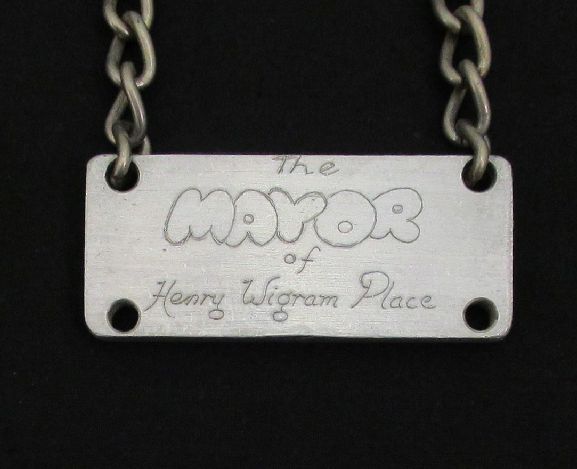 The
MAYOR
of
Henry Wigram Place